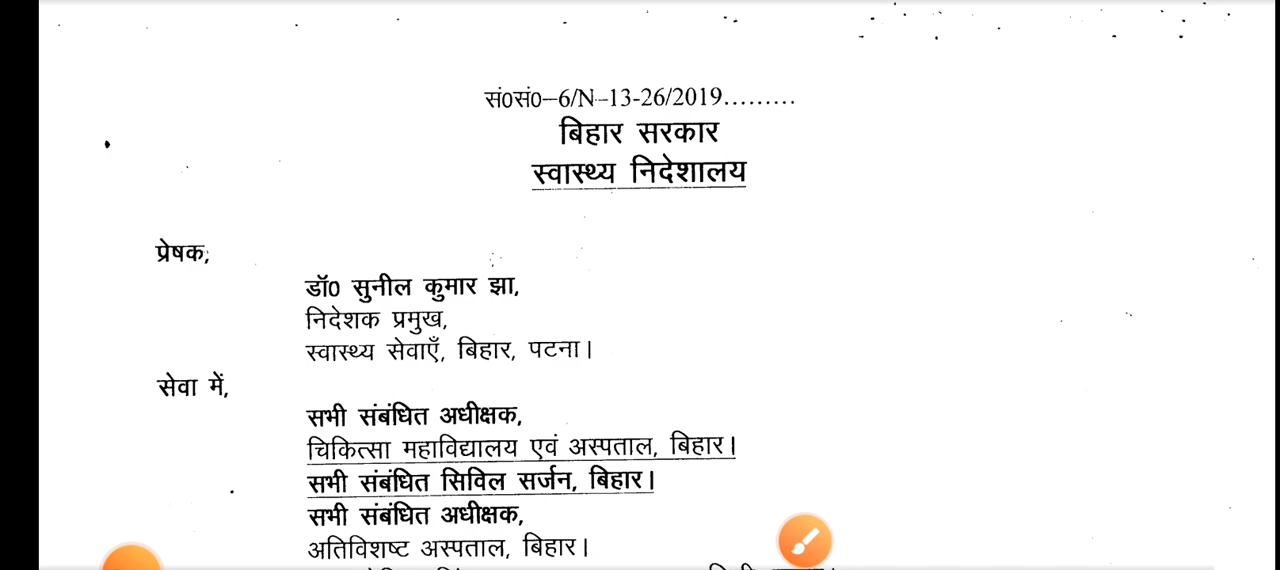 सं0सं0–6/N–13-26/2019.........
बिहार सरकार
स्वास्थ्य निदेशालय
प्रेषक,
डॉ0 सुनील कुमार झा,
निदेशक प्रमुख,
स्वास्थ्य सेवाएँ, बिहार, पटना।
सेवा में,
सभी संबंधित अधीक्षक,
चिकित्सा महाविद्यालय एवं अस्पताल, बिहार।
सभी संबंधित सिविल सर्जन, बिहार।
सभी संबंधित अधीक्षक,
अतिविशष्ट अस्पताल, बिहार।